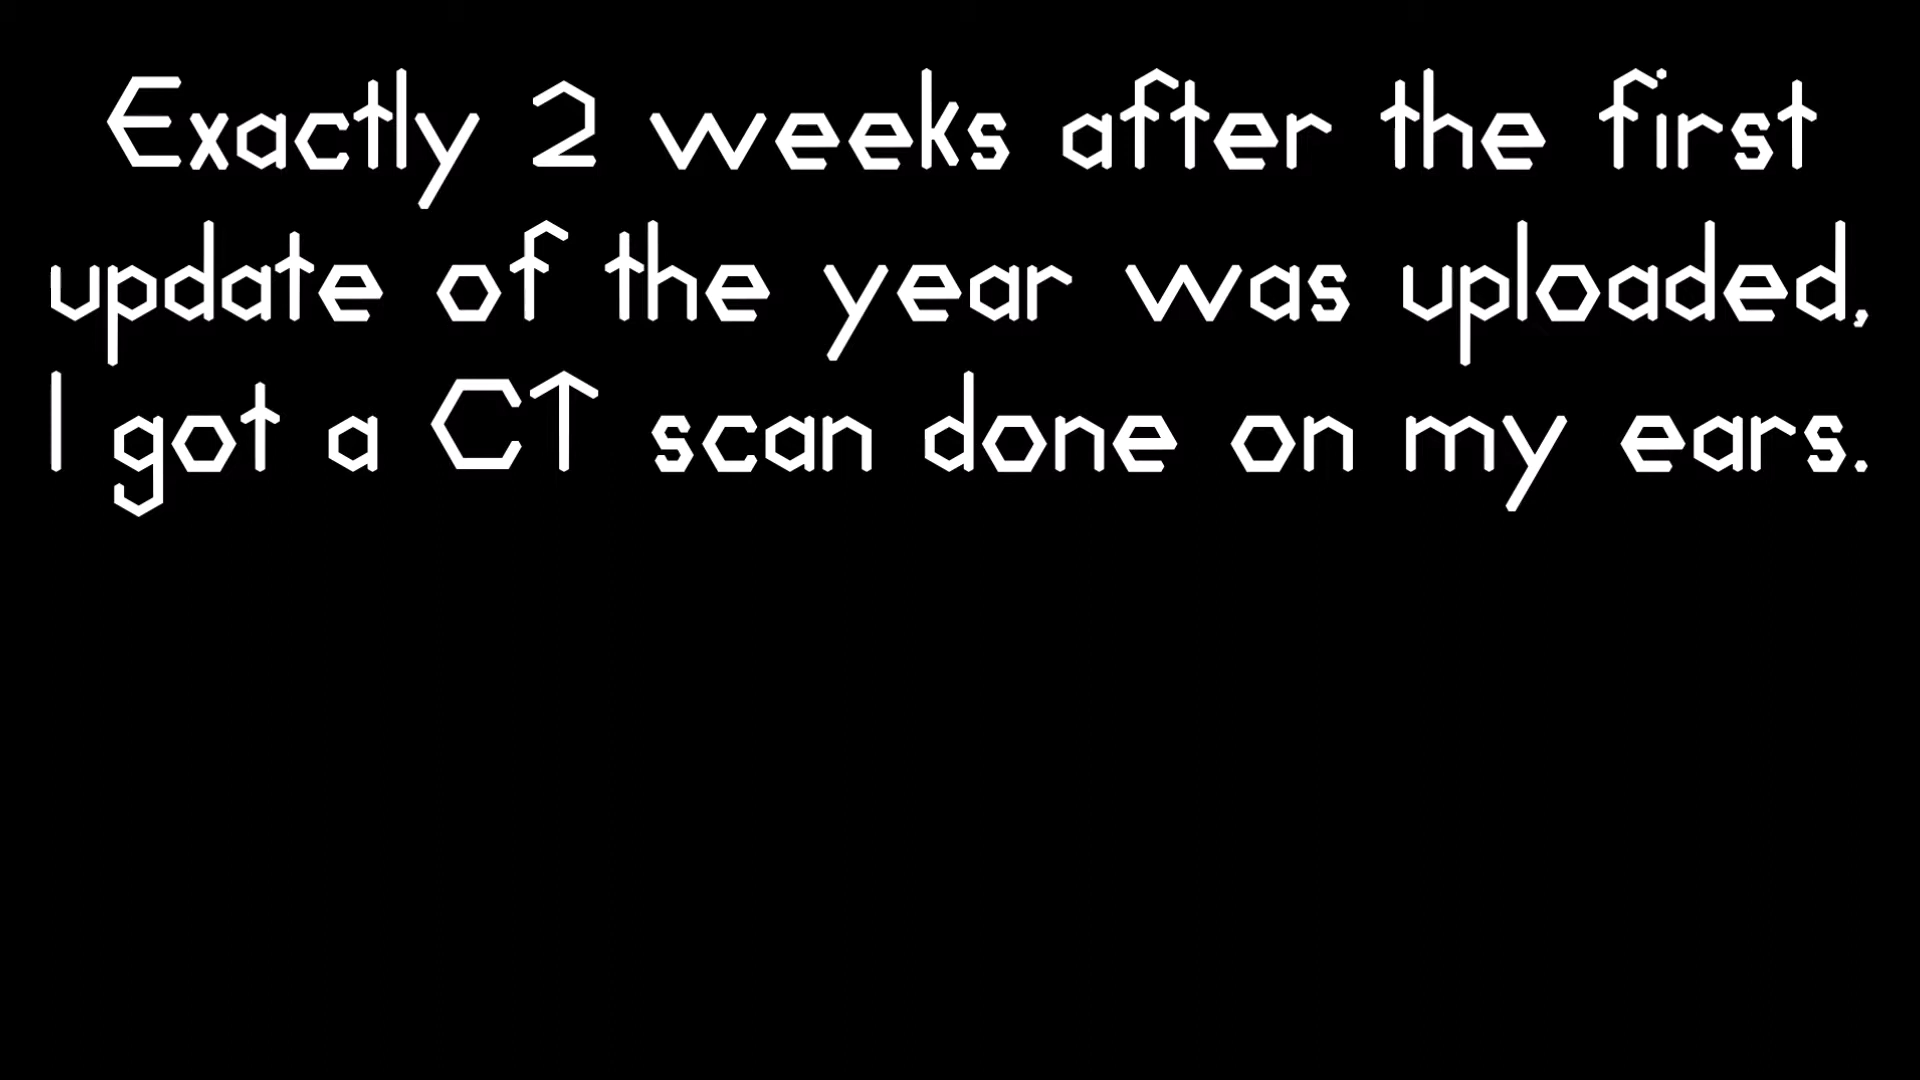 Exactly 2 weeks after the first
update of the year was uploaded,
I got a CT scan done on my ears.